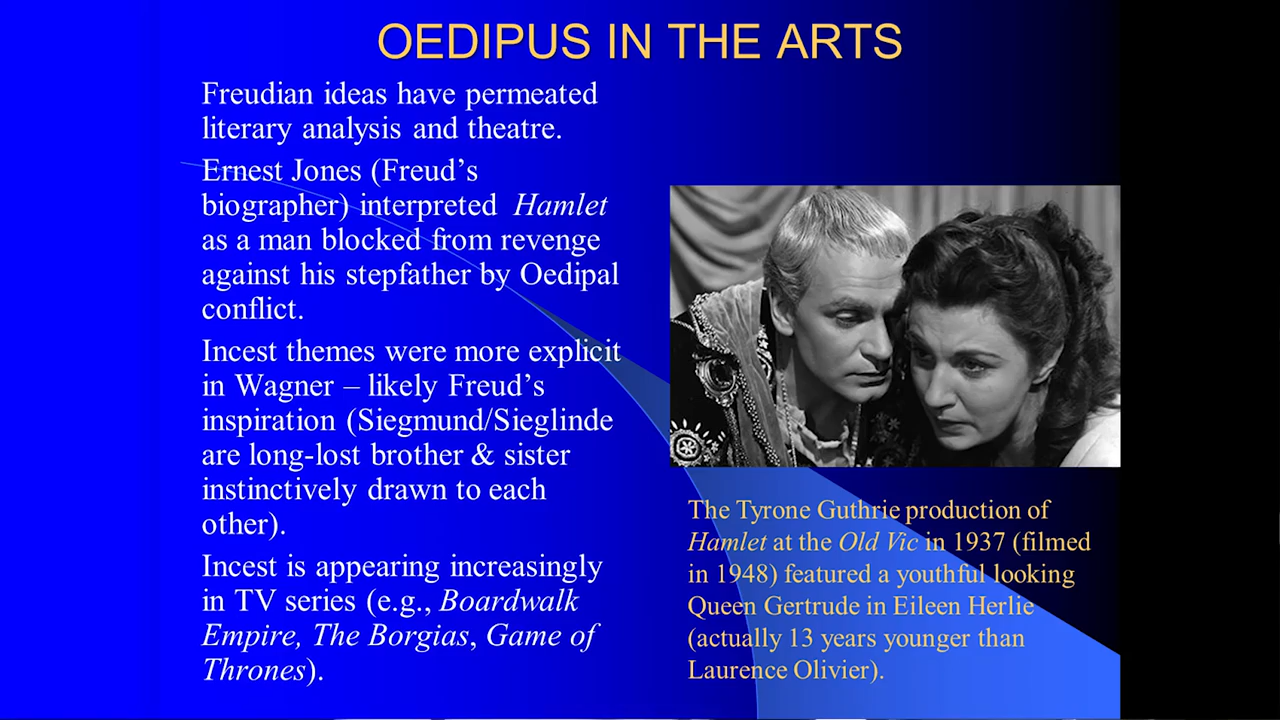 OEDIPUS IN THE ARTS
Freudian ideas have permeated
literary analysis and theatre.
Ernest Jones (Freud’s
biographer) interpreted Hamlet
as a man blocked from revenge
against his stepfather by Oedipal
conflict.
Incest themes were more explicit
in Wagner – likely Freud’s
inspiration (Siegmund/Sieglinde
are long-lost brother & sister
instinctively drawn to each
other).
Incest is appearing increasingly
in TV series (e.g., Boardwalk
Empire, The Borgias, Game of
Thrones).
The Tyrone Guthrie production of
Hamlet at the Old Vic in 1937 (filmed
in 1948) featured a youthful looking
Queen Gertrude in Eileen Herlie
(actually 13 years younger than
Laurence Olivier).